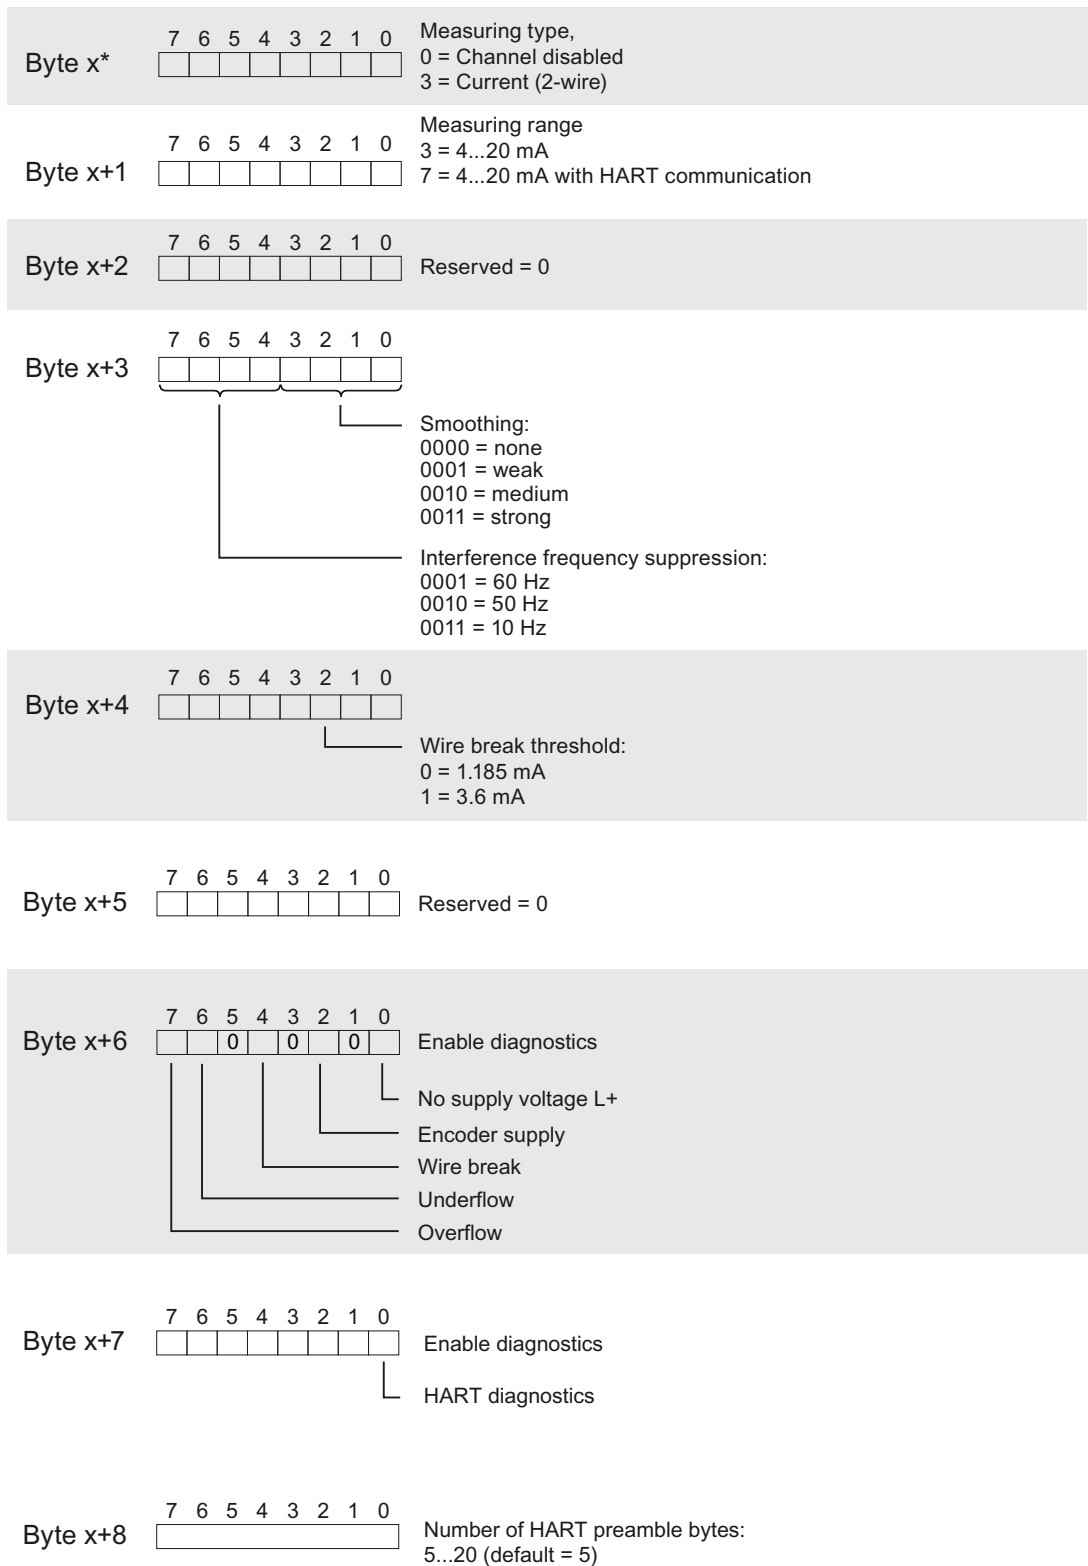 7 6 5 4 3 2 1 0
Byte x*
Measuring type,
0 = Channel disabled
3 = Current (2-wire)
7 6 5 4 3 2 1 0
Byte x+1
Measuring range
3 = 4...20 mA
7 = 4...20 mA with HART communication
7 6 5 4 3 2 1 0
Byte x+2
Reserved = 0
7 6 5 4 3 2 1 0
Byte x+3
Smoothing:
0000 = none
0001 = weak
0010 = medium
0011 = strong
Interference frequency suppression:
0001 = 60 Hz
0010 = 50 Hz
0011 = 10 Hz
7 6 5 4 3 2 1 0
Byte x+4
Wire break threshold:
0 = 1.185 mA
1 = 3.6 mA
7 6 5 4 3 2 1 0
Byte x+5
Reserved = 0
7 6 5 4 3 2 1 0
Byte x+6
0 0 0
Enable diagnostics
No supply voltage L+
Encoder supply
Wire break
Underflow
Overflow
7 6 5 4 3 2 1 0
Byte x+7
Enable diagnostics
HART diagnostics
7 6 5 4 3 2 1 0
Byte x+8
Number of HART preamble bytes:
5...20 (default = 5)